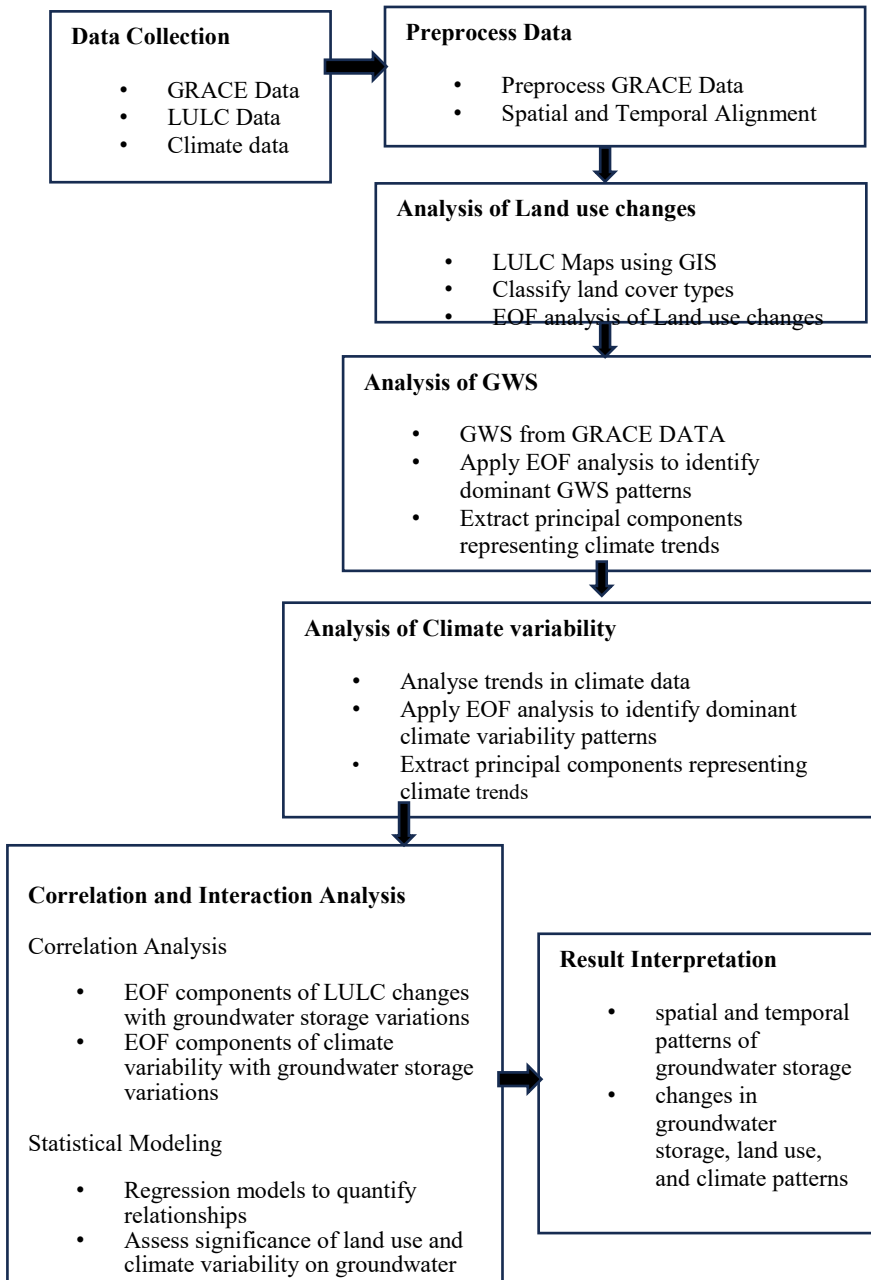 Data Collection
• GRACE Data
• LULC Data
• Climate data
Preprocess Data
• Preprocess GRACE Data
• Spatial and Temporal Alignment
Analysis of Land use changes
• LULC Maps using GIS
• Classify land cover types
• EOF analysis of Land use changes
Analysis of GWS
• GWS from GRACE DATA
• Apply EOF analysis to identify
dominant GWS patterns
• Extract principal components
representing climate trends
Analysis of Climate variability
• Analyse trends in climate data
• Apply EOF analysis to identify dominant
climate variability patterns
• Extract principal components representing
climate trends
Correlation and Interaction Analysis
Correlation Analysis
• EOF components of LULC changes
with groundwater storage variations
• EOF components of climate
variability with groundwater storage
variations
Statistical Modeling
• Regression models to quantify
relationships
• Assess significance of land use and
climate variability on groundwater
Result Interpretation
• spatial and temporal
patterns of
groundwater storage
• changes in
groundwater
storage, land use,
and climate patterns